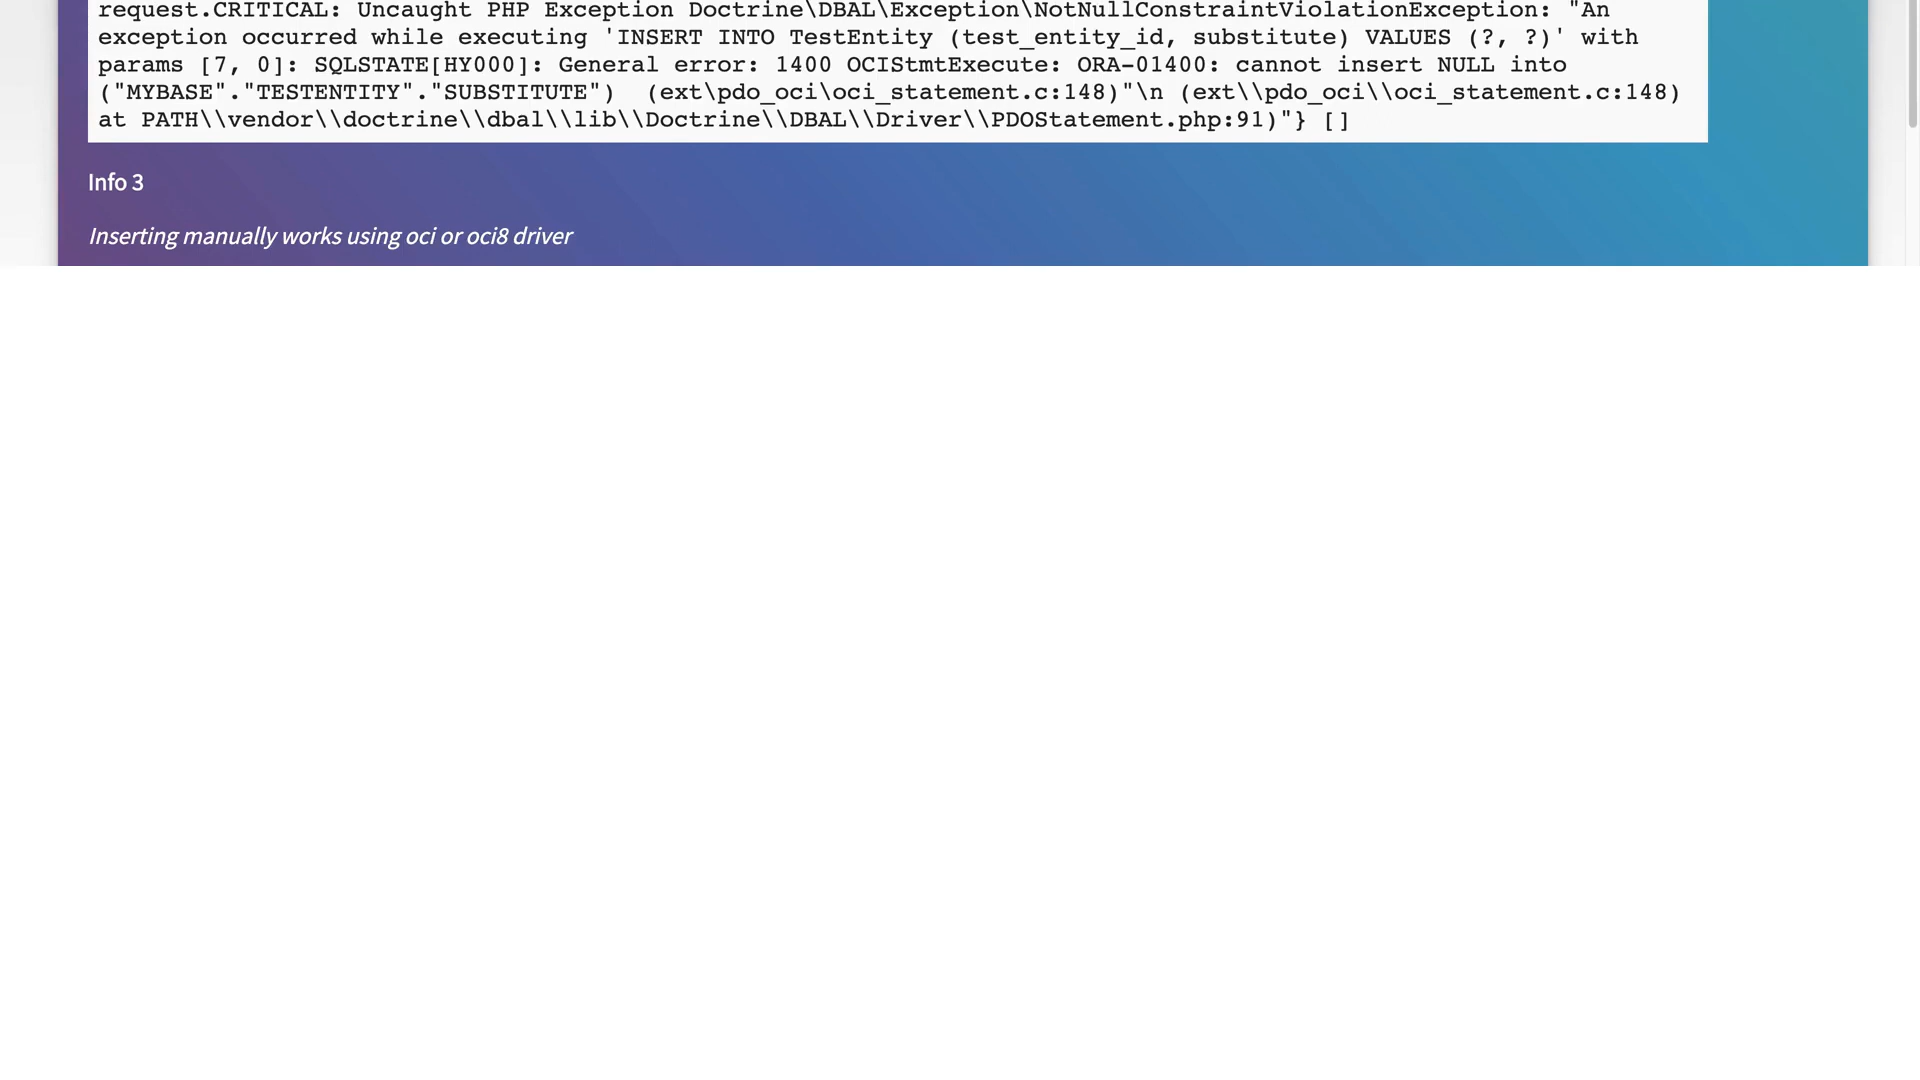 request.CRITICAL: Uncaught PHP Exception Doctrine\DBAL\Exception\NotNullConstraintViolationException: "An
exception occurred while executing 'INSERT INTO TestEntity (test_entity_id, substitute) VALUES (?, ?)' with
params [7, 0]: SQLSTATE[HY000]: General error: 1400 OCIStmtExecute: ORA-01400: cannot insert NULL into
("MYBASE"."TESTENTITY"."SUBSTITUTE")  (ext\pdo_oci\oci_statement.c:148)"\n (ext\\pdo_oci\\oci_statement.c:148)
at PATH\\vendor\\doctrine\\dbal\\lib\\Doctrine\\DBAL\\Driver\\PDOStatement.php:91)"} []
Info 3
Inserting manually works using oci or oci8 driver